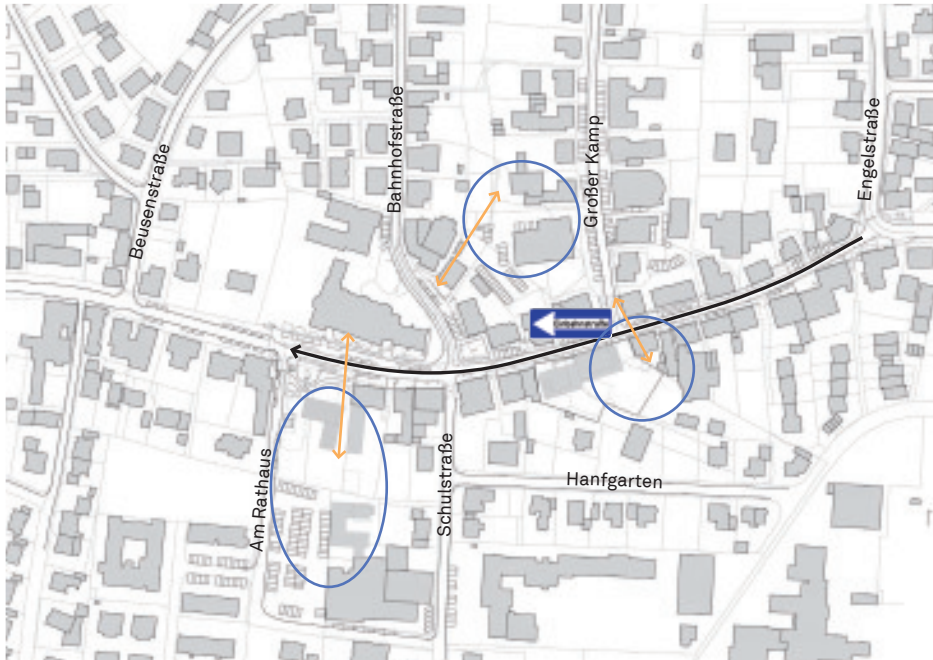 Beusenstraße
Bahnhofstraße
Großer Kamp
Engelstraße
Am Rathaus
Schulstraße
Hanfgarten